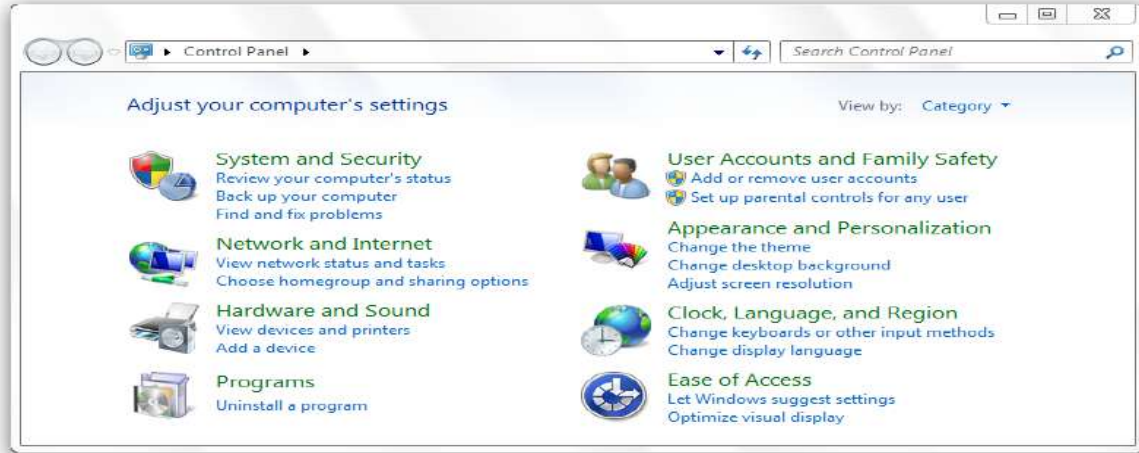 Control Panel
Search Control Panel
Adjust your computer's settings
View by: Category
System and Security
Review your computer's status
Back up your computer
Find and fix problems
Network and Internet
View network status and tasks
Choose homegroup and sharing options
Hardware and Sound
View devices and printers
Add a device
Programs
Uninstall a program
User Accounts and Family Safety
Add or remove user accounts
Set up parental controls for any user
Appearance and Personalization
Change the theme
Change desktop background
Adjust screen resolution
Clock, Language, and Region
Change keyboards or other input methods
Change display language
Ease of Access
Let Windows suggest settings
Optimize visual display